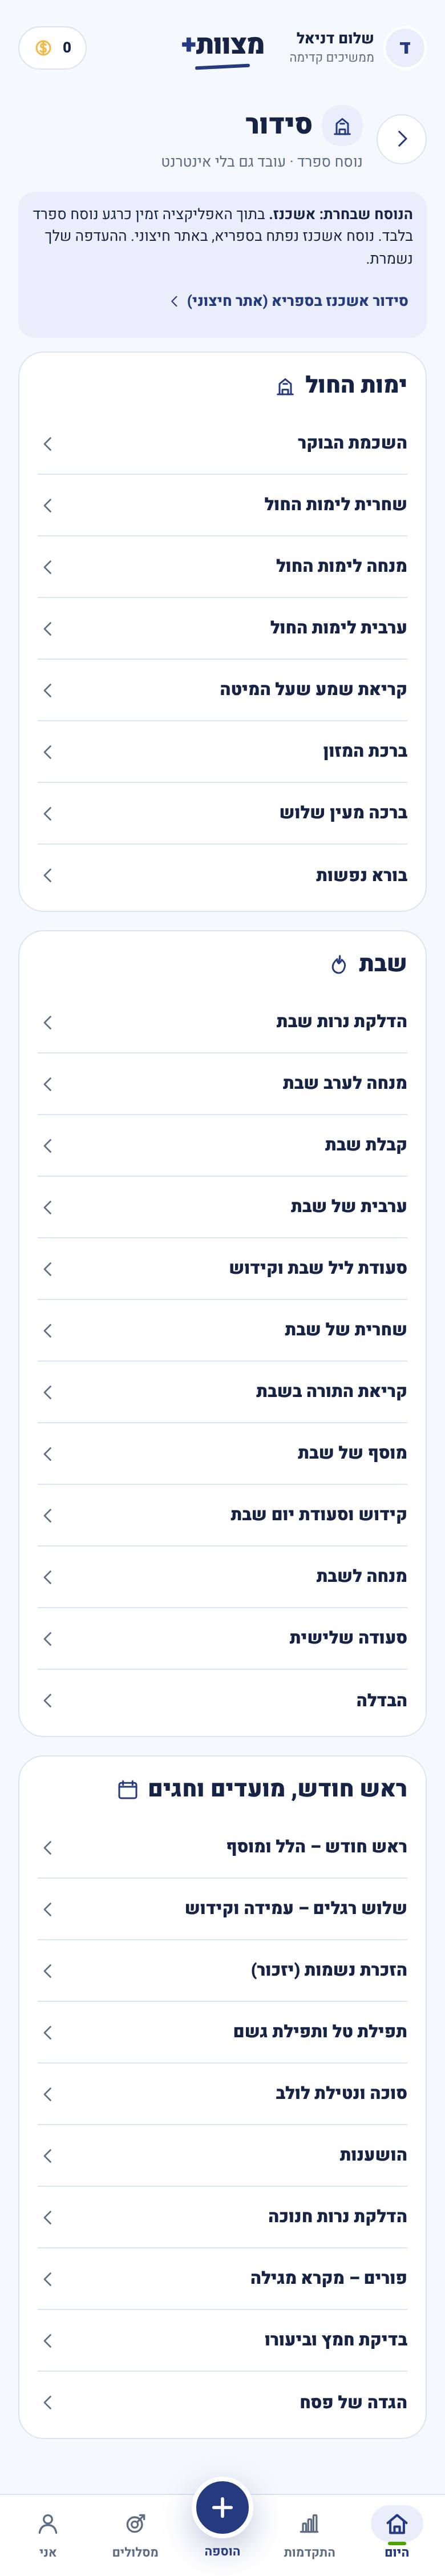 ד
שלום דניאל
ממשיכים קדימה
מצוות+
0
סידור
נוסח ספרד · עובד גם בלי אינטרנט
הנוסח שבחרת: אשכנז. בתוך האפליקציה זמין כרגע נוסח ספרד
בלבד. נוסח אשכנז נפתח בספריא, באתר חיצוני. ההעדפה שלך
נשמרת.
סידור אשכנז בספריא (אתר חיצוני)
ימות החול
השכמת הבוקר
שחרית לימות החול
מנחה לימות החול
ערבית לימות החול
קריאת שמע שעל המיטה
ברכת המזון
ברכה מעין שלוש
בורא נפשות
שבת
הדלקת נרות שבת
מנחה לערב שבת
קבלת שבת
ערבית של שבת
סעודת ליל שבת וקידוש
שחרית של שבת
קריאת התורה בשבת
מוסף של שבת
קידוש וסעודת יום שבת
מנחה לשבת
סעודה שלישית
הבדלה
ראש חודש, מועדים וחגים
ראש חודש – הלל ומוסף
שלוש רגלים – עמידה וקידוש
הזכרת נשמות (יזכור)
תפילת טל ותפילת גשם
סוכה ונטילת לולב
הושענות
הדלקת נרות חנוכה
פורים – מקרא מגילה
בדיקת חמץ וביעורו
הגדה של פסח
היום
התקדמות
הוספה
מסלולים
אני